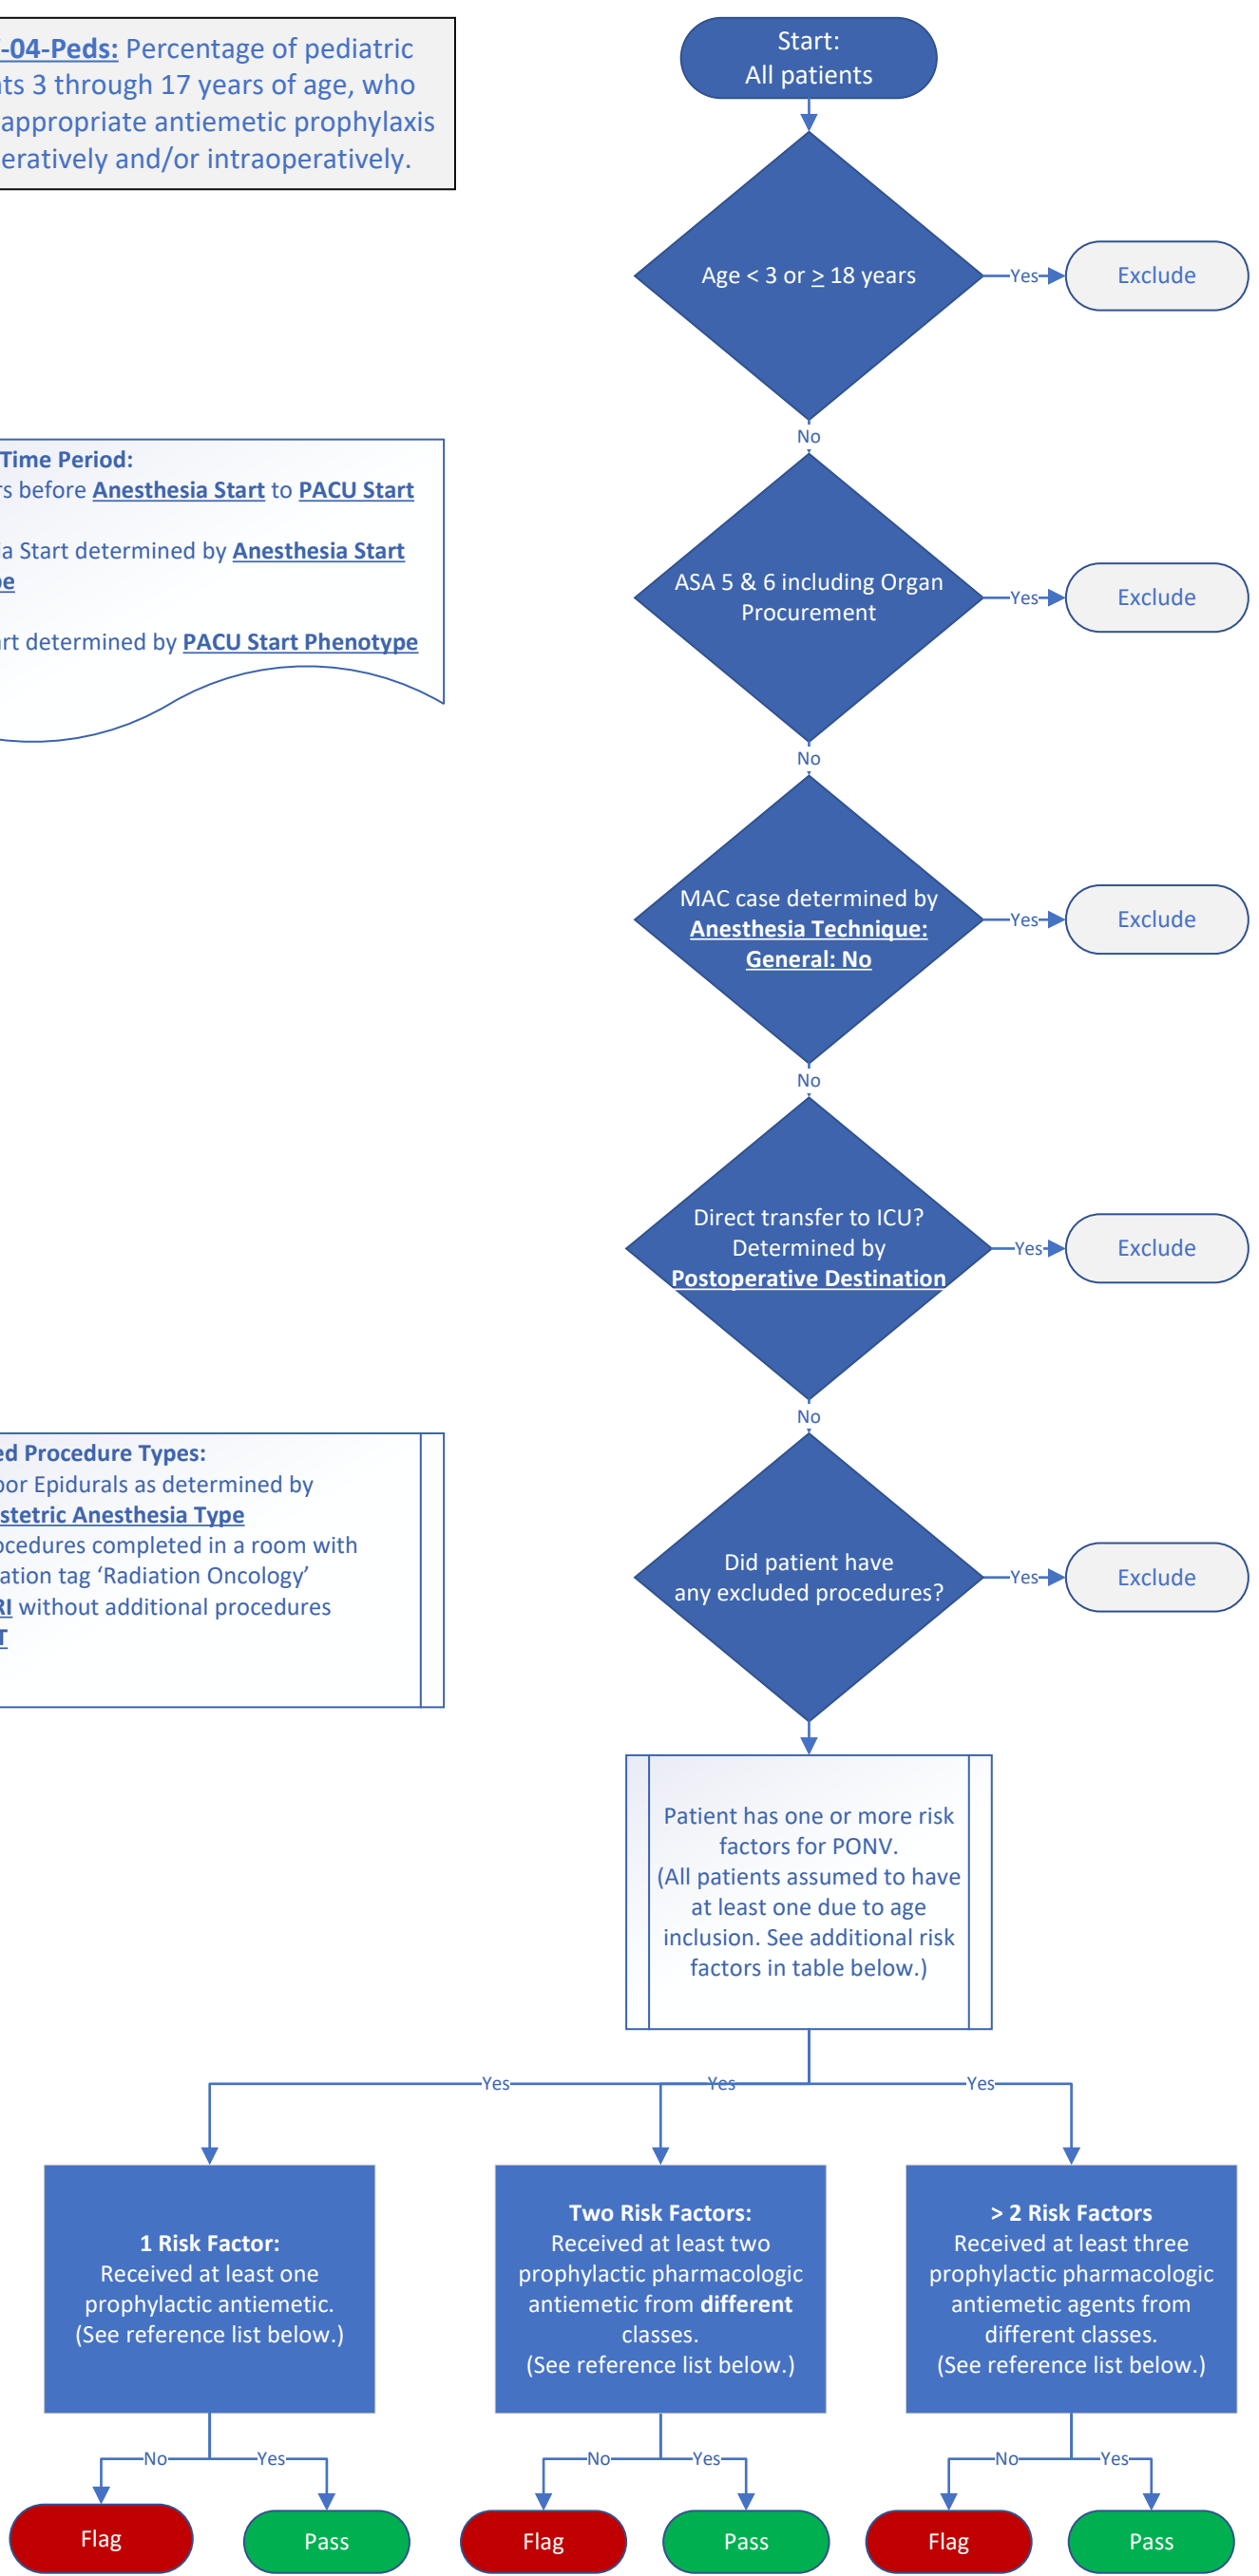 -04-Peds: Percentage of pediatric
ts 3 through 17 years of age, who
appropriate antiemetic prophylaxis
eratively and/or intraoperatively.
Start:
All patients
Age < 3 or ≥ 18 years
Yes
Exclude
No
Time Period:
rs before Anesthesia Start to PACU Start
ia Start determined by Anesthesia Start
pe
art determined by PACU Start Phenotype
ASA 5 & 6 including Organ
Procurement
Yes
Exclude
No
MAC case determined by
Anesthesia Technique:
General: No
Yes
Exclude
No
Direct transfer to ICU?
Determined by
Postoperative Destination
Yes
Exclude
No
ed Procedure Types:
bor Epidurals as determined by
stetric Anesthesia Type
ocedures completed in a room with
ation tag ‘Radiation Oncology’
RI without additional procedures
T
Did patient have
any excluded procedures?
Yes
Exclude
Patient has one or more risk
factors for PONV.
(All patients assumed to have
at least one due to age
inclusion. See additional risk
factors in table below.)
Yes
Yes
Yes
1 Risk Factor:
Received at least one
prophylactic antiemetic.
(See reference list below.)
Two Risk Factors:
Received at least two
prophylactic pharmacologic
antiemetic from different
classes.
(See reference list below.)
> 2 Risk Factors
Received at least three
prophylactic pharmacologic
antiemetic agents from
different classes.
(See reference list below.)
No
Yes
No
Yes
No
Yes
Flag
Pass
Flag
Pass
Flag
Pass